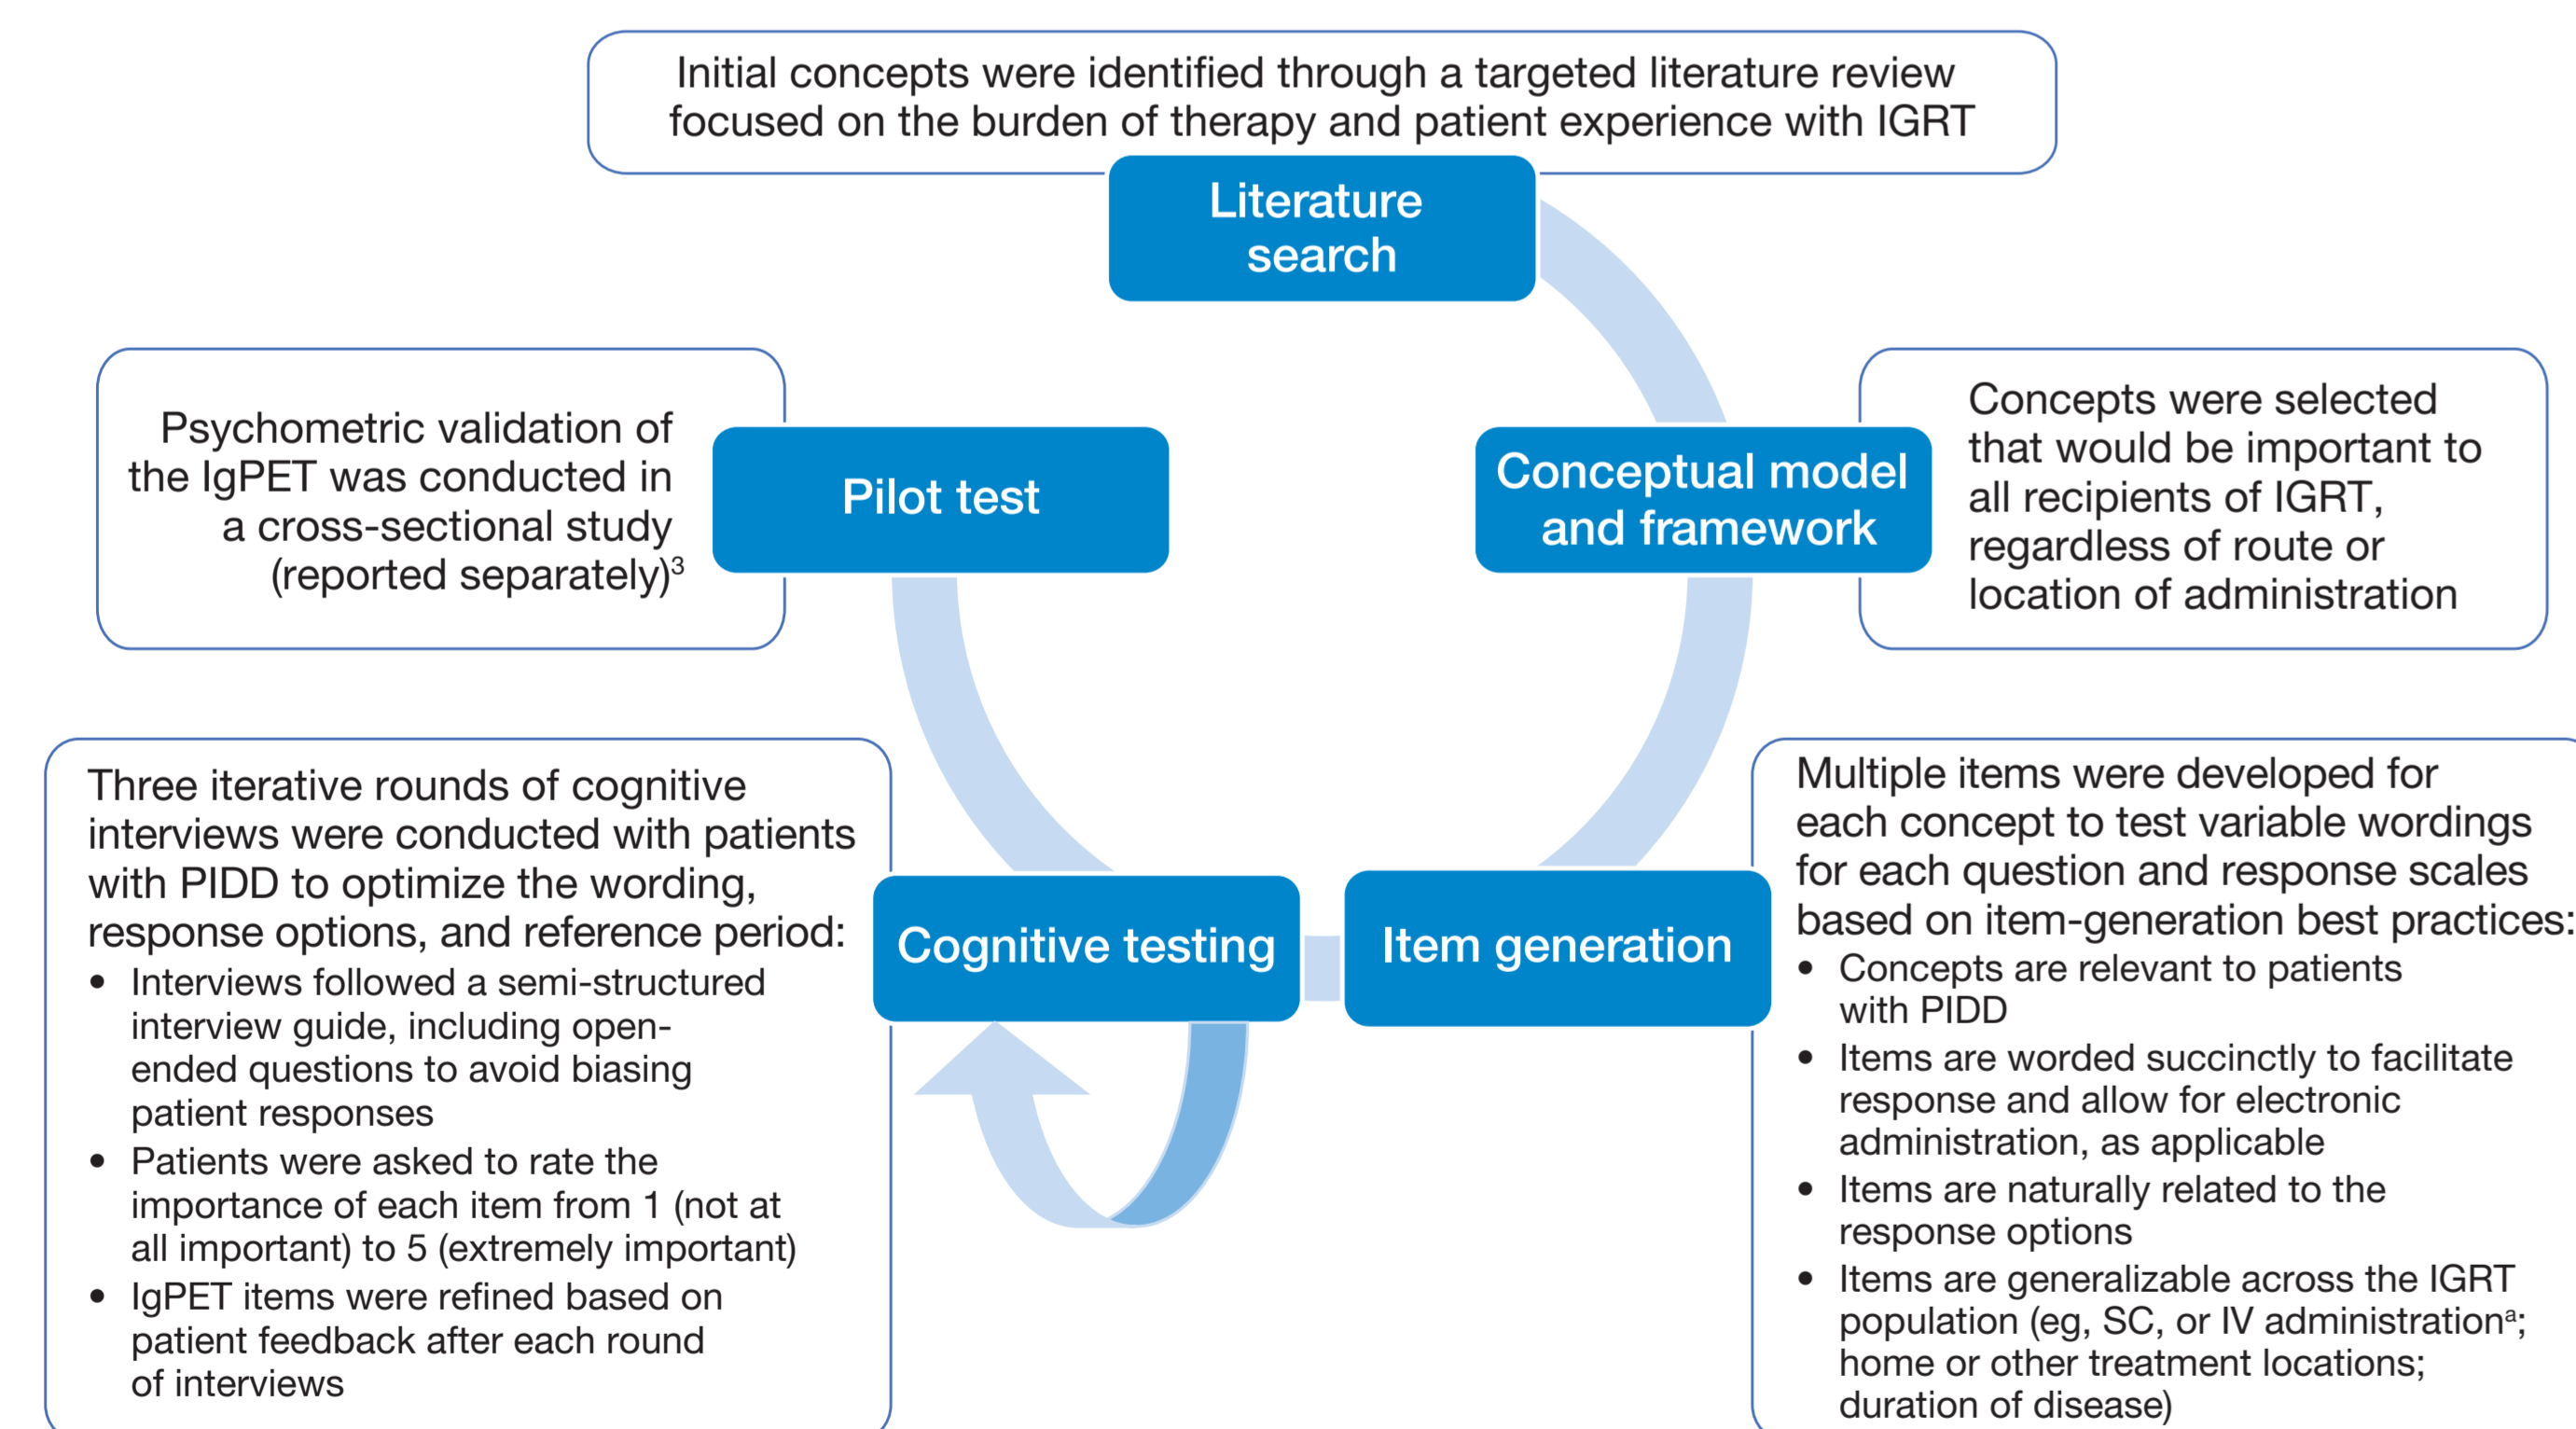 Initial concepts were identified through a targeted literature review
focused on the burden of therapy and patient experience with IGRT
Literature
search
Conceptual model
and framework
Concepts were selected
that would be important to
all recipients of IGRT,
regardless of route or
location of administration
Item generation
Multiple items were developed for
each concept to test variable wordings
for each question and response scales
based on item-generation best practices:
• Concepts are relevant to patients
with PIDD
• Items are worded succinctly to facilitate
response and allow for electronic
administration, as applicable
• Items are naturally related to the
response options
• Items are generalizable across the IGRT
population (eg, SC, or IV administrationᵃ;
home or other treatment locations;
duration of disease)
Cognitive testing
Three iterative rounds of cognitive
interviews were conducted with patients
with PIDD to optimize the wording,
response options, and reference period:
• Interviews followed a semi-structured
interview guide, including open-
ended questions to avoid biasing
patient responses
• Patients were asked to rate the
importance of each item from 1 (not at
all important) to 5 (extremely important)
• IgPET items were refined based on
patient feedback after each round
of interviews
Pilot test
Psychometric validation of
the IgPET was conducted in
a cross-sectional study
(reported separately)³